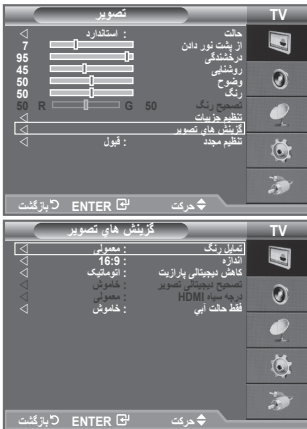 تصویر TV
حالت : استاندارد
از پشت نور دادن 7
درخشندگی 95
روشنایی 45
وضوح 50
رنگ 50
تصحیح رنگ 50 G R 50
تنظیم جزییات
گزینش های تصویر
تنظیم مجدد : قبول
حرکت ENTER بازگشت
گزینش های تصویر TV
تمایل رنگ : معمولی
اندازه : 16:9
کاهش دیجیتالی پارازیت : اتوماتیک
تصحیح دیجیتالی تصویر : خاموش
درجه سیاه HDMI : معمولی
فقط حالت آبي : خاموش
حرکت ENTER بازگشت